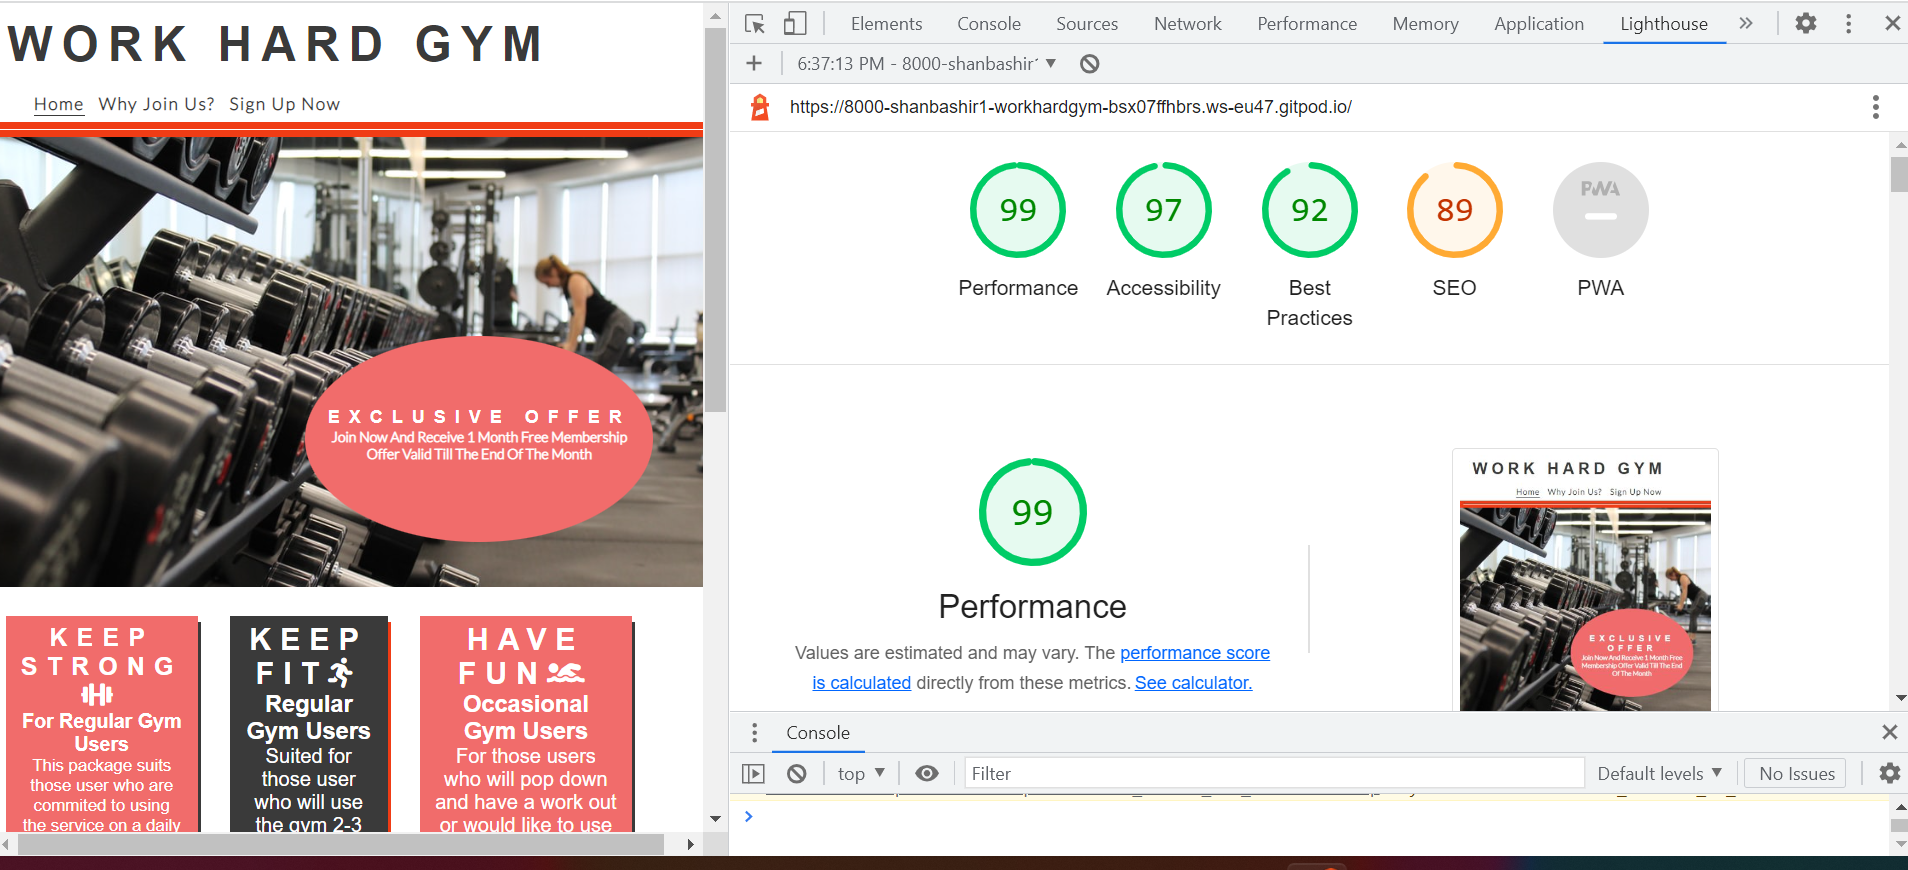 WORK HARD GYM
Home Why Join Us? Sign Up Now
EXCLUSIVE OFFER
Join Now And Receive 1 Month Free Membership
Offer Valid Till The End Of The Month
KEEP
STRONG
For Regular Gym
Users
This package suits
those user who are
commited to using
the service on a daily
KEEP
FIT
Regular
Gym Users
Suited for
those user
who will use
the gym 2-3
HAVE
FUN
Occasional
Gym Users
For those users
who will pop down
and have a work out
or would like to use
Elements Console Sources Network Performance Memory Application Lighthouse
6:37:13 PM - 8000-shanbashir
https://8000-shanbashir1-workhardgym-bsx07ffhbrs.ws-eu47.gitpod.io/
99 97 92 89 PWA
Performance Accessibility Best Practices SEO PWA
99
Performance
Values are estimated and may vary. The performance score
is calculated directly from these metrics. See calculator.
WORK HARD GYM
Home Why Join Us? Sign Up Now
EXCLUSIVE
OFFER
Join Now And Receive 1 Month Free
Membership Offer Valid Till The End
Of The Month
Console
top Filter Default levels No Issues